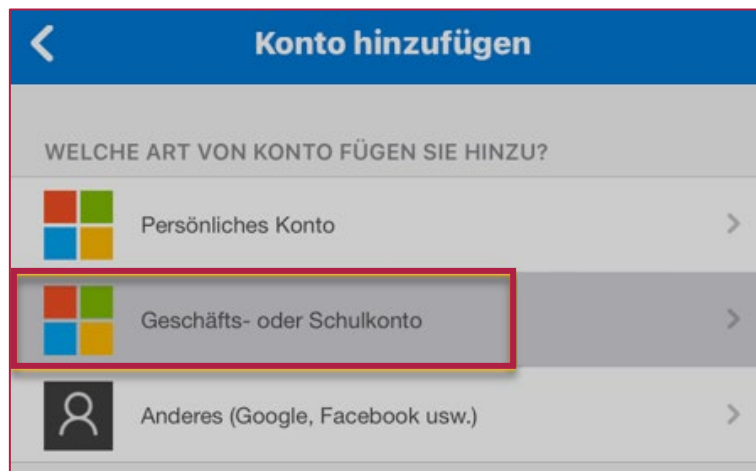 Konto hinzufügen
WELCHE ART VON KONTO FÜGEN SIE HINZU?
Persönliches Konto
Geschäfts- oder Schulkonto
Anderes (Google, Facebook usw.)